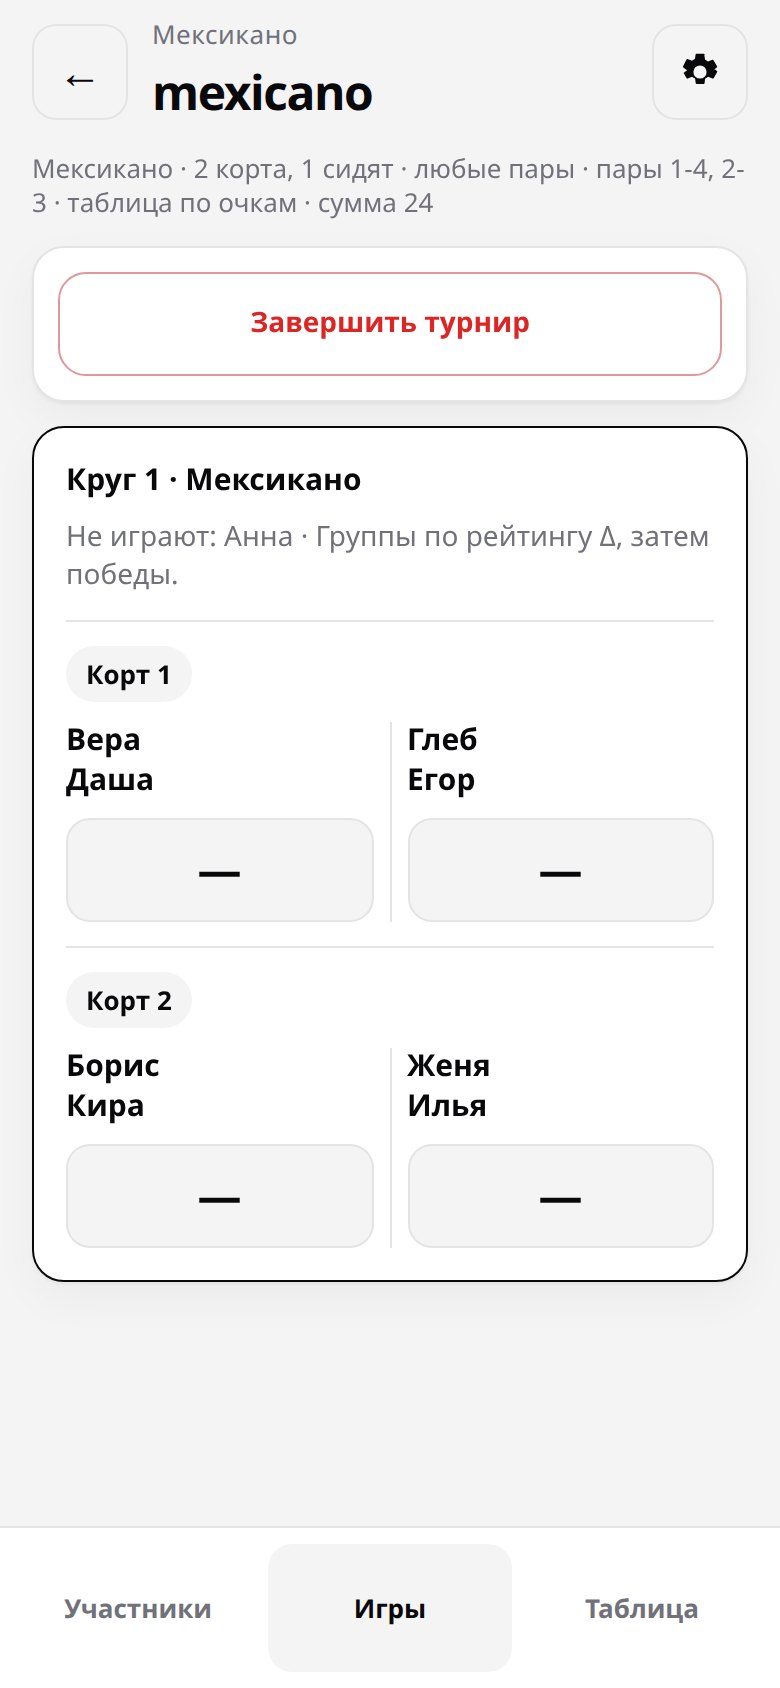 ←
Мексикано
mexicano
Мексикано · 2 корта, 1 сидят · любые пары · пары 1-4, 2-
3 · таблица по очкам · сумма 24
Завершить турнир
Круг 1 · Мексикано
Не играют: Анна · Группы по рейтингу Δ, затем
победы.
Корт 1
Вера
Даша
Глеб
Егор
—
—
Корт 2
Борис
Кира
Женя
Илья
—
—
Участники
Игры
Таблица